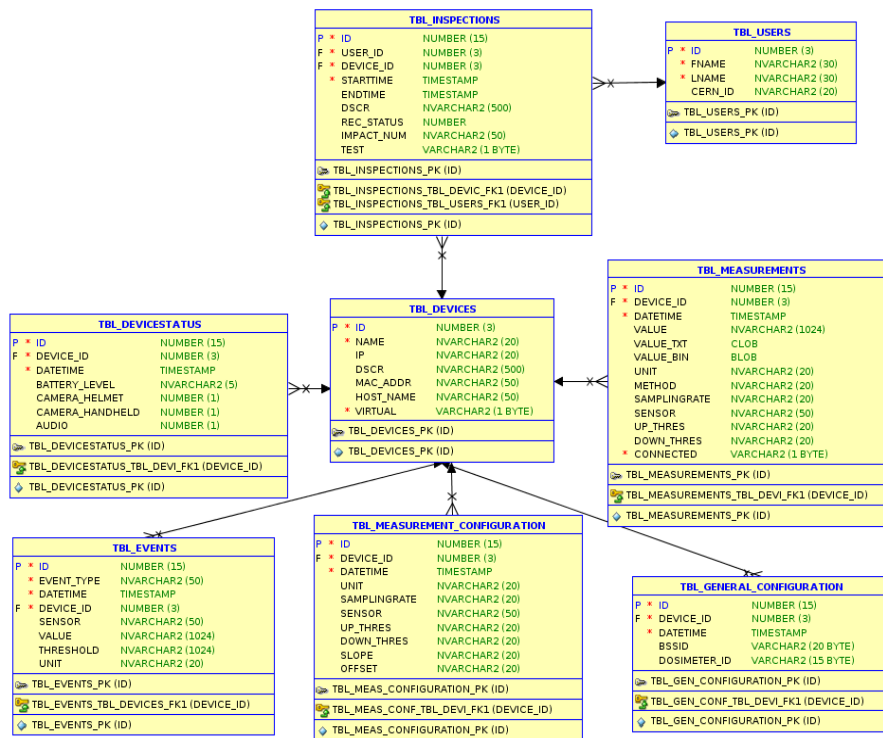 TBL_INSPECTIONS
P * ID NUMBER (15)
F * USER_ID NUMBER (3)
F * DEVICE_ID NUMBER (3)
* STARTTIME TIMESTAMP
ENDTIME TIMESTAMP
DSCR NVARCHAR2 (500)
REC_STATUS NUMBER
IMPACT_NUM NVARCHAR2 (50)
TEST VARCHAR2 (1 BYTE)
TBL_INSPECTIONS_PK (ID)
TBL_INSPECTIONS_TBL_DEVIC_FK1 (DEVICE_ID)
TBL_INSPECTIONS_TBL_USERS_FK1 (USER_ID)
TBL_INSPECTIONS_PK (ID)
TBL_USERS
P * ID NUMBER (3)
* FNAME NVARCHAR2 (30)
* LNAME NVARCHAR2 (30)
CERN_ID NVARCHAR2 (20)
TBL_USERS_PK (ID)
TBL_USERS_PK (ID)
TBL_DEVICESTATUS
P * ID NUMBER (15)
F * DEVICE_ID NUMBER (3)
* DATETIME TIMESTAMP
BATTERY_LEVEL NVARCHAR2 (5)
CAMERA_HELMET NUMBER (1)
CAMERA_HANDHELD NUMBER (1)
AUDIO NUMBER (1)
TBL_DEVICESTATUS_PK (ID)
TBL_DEVICESTATUS_TBL_DEVI_FK1 (DEVICE_ID)
TBL_DEVICESTATUS_PK (ID)
TBL_DEVICES
P * ID NUMBER (3)
* NAME NVARCHAR2 (20)
IP NVARCHAR2 (20)
DSCR NVARCHAR2 (500)
MAC_ADDR NVARCHAR2 (50)
HOST_NAME NVARCHAR2 (50)
* VIRTUAL VARCHAR2 (1 BYTE)
TBL_DEVICES_PK (ID)
TBL_DEVICES_PK (ID)
TBL_MEASUREMENTS
P * ID NUMBER (15)
F * DEVICE_ID NUMBER (3)
* DATETIME TIMESTAMP
VALUE NVARCHAR2 (1024)
VALUE_TXT CLOB
VALUE_BIN BLOB
UNIT NVARCHAR2 (20)
METHOD NVARCHAR2 (20)
SAMPLINGRATE NVARCHAR2 (20)
SENSOR NVARCHAR2 (50)
UP_THRES NVARCHAR2 (20)
DOWN_THRES NVARCHAR2 (20)
* CONNECTED VARCHAR2 (1 BYTE)
TBL_MEASUREMENTS_PK (ID)
TBL_MEASUREMENTS_TBL_DEVI_FK1 (DEVICE_ID)
TBL_MEASUREMENTS_PK (ID)
TBL_EVENTS
P * ID NUMBER (15)
* EVENT_TYPE NVARCHAR2 (50)
* DATETIME TIMESTAMP
F * DEVICE_ID NUMBER (3)
SENSOR NVARCHAR2 (50)
VALUE NVARCHAR2 (1024)
THRESHOLD NVARCHAR2 (1024)
UNIT NVARCHAR2 (20)
TBL_EVENTS_PK (ID)
TBL_EVENTS_TBL_DEVICES_FK1 (DEVICE_ID)
TBL_EVENTS_PK (ID)
TBL_MEASUREMENT_CONFIGURATION
P * ID NUMBER (15)
F * DEVICE_ID NUMBER (3)
* DATETIME TIMESTAMP
UNIT NVARCHAR2 (20)
SAMPLINGRATE NVARCHAR2 (20)
SENSOR NVARCHAR2 (50)
UP_THRES NVARCHAR2 (20)
DOWN_THRES NVARCHAR2 (20)
SLOPE NVARCHAR2 (20)
OFFSET NVARCHAR2 (20)
TBL_MEAS_CONFIGURATION_PK (ID)
TBL_MEAS_CONF_TBL_DEVI_FK1 (DEVICE_ID)
TBL_MEAS_CONFIGURATION_PK (ID)
TBL_GENERAL_CONFIGURATION
P * ID NUMBER (15)
F * DEVICE_ID NUMBER (3)
* DATETIME TIMESTAMP
BSSID VARCHAR2 (20 BYTE)
DOSIMETER_ID VARCHAR2 (15 BYTE)
TBL_GEN_CONFIGURATION_PK (ID)
TBL_GEN_CONF_TBL_DEVI_FK1 (DEVICE_ID)
TBL_GEN_CONFIGURATION_PK (ID)